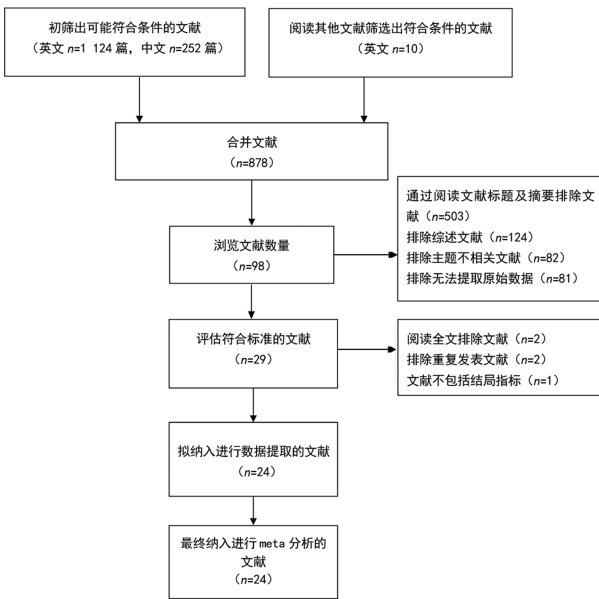 初筛出可能符合条件的文献
（英文 n=1 124 篇，中文 n=252 篇）
阅读其他文献筛选出符合条件的文献
（英文 n=10）
合并文献
（n=878）
浏览文献数量
（n=98）
通过阅读文献标题及摘要排除文
献（n=503）
排除综述文献（n=124）
排除主题不相关文献（n=82）
排除无法提取原始数据（n=81）
评估符合标准的文献
（n=29）
阅读全文排除文献（n=2）
排除重复发表文献（n=2）
文献不包括结局指标（n=1）
拟纳入进行数据提取的文献
（n=24）
最终纳入进行 meta 分析的
文献
（n=24）